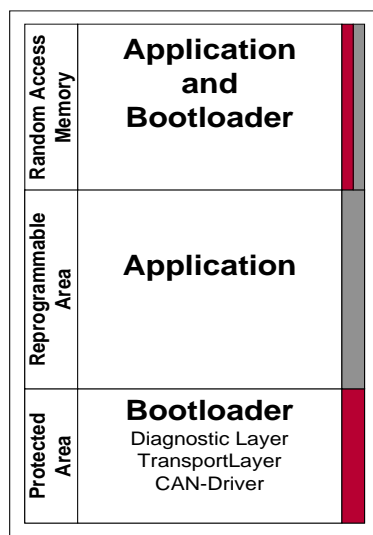 Random Access
Memory
Application
and
Bootloader
Reprogrammable
Area
Application
Protected
Area
Bootloader
Diagnostic Layer
TransportLayer
CAN-Driver